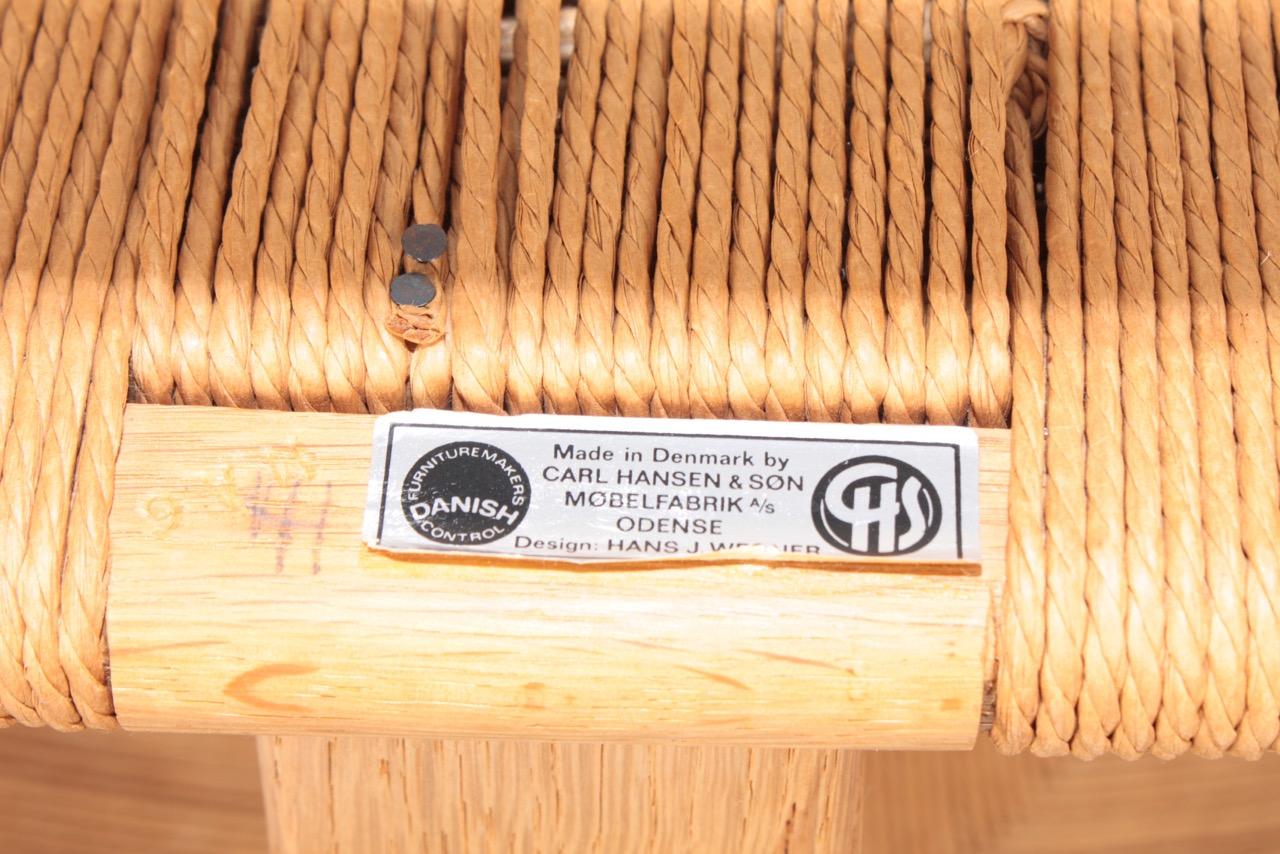 FURNITUREMAKERS
DANISH
CONTROL
Made in Denmark by
CARL HANSEN & SØN
MØBELFABRIK A/s
ODENSE
Design: HANS J. WEGNER
CHS